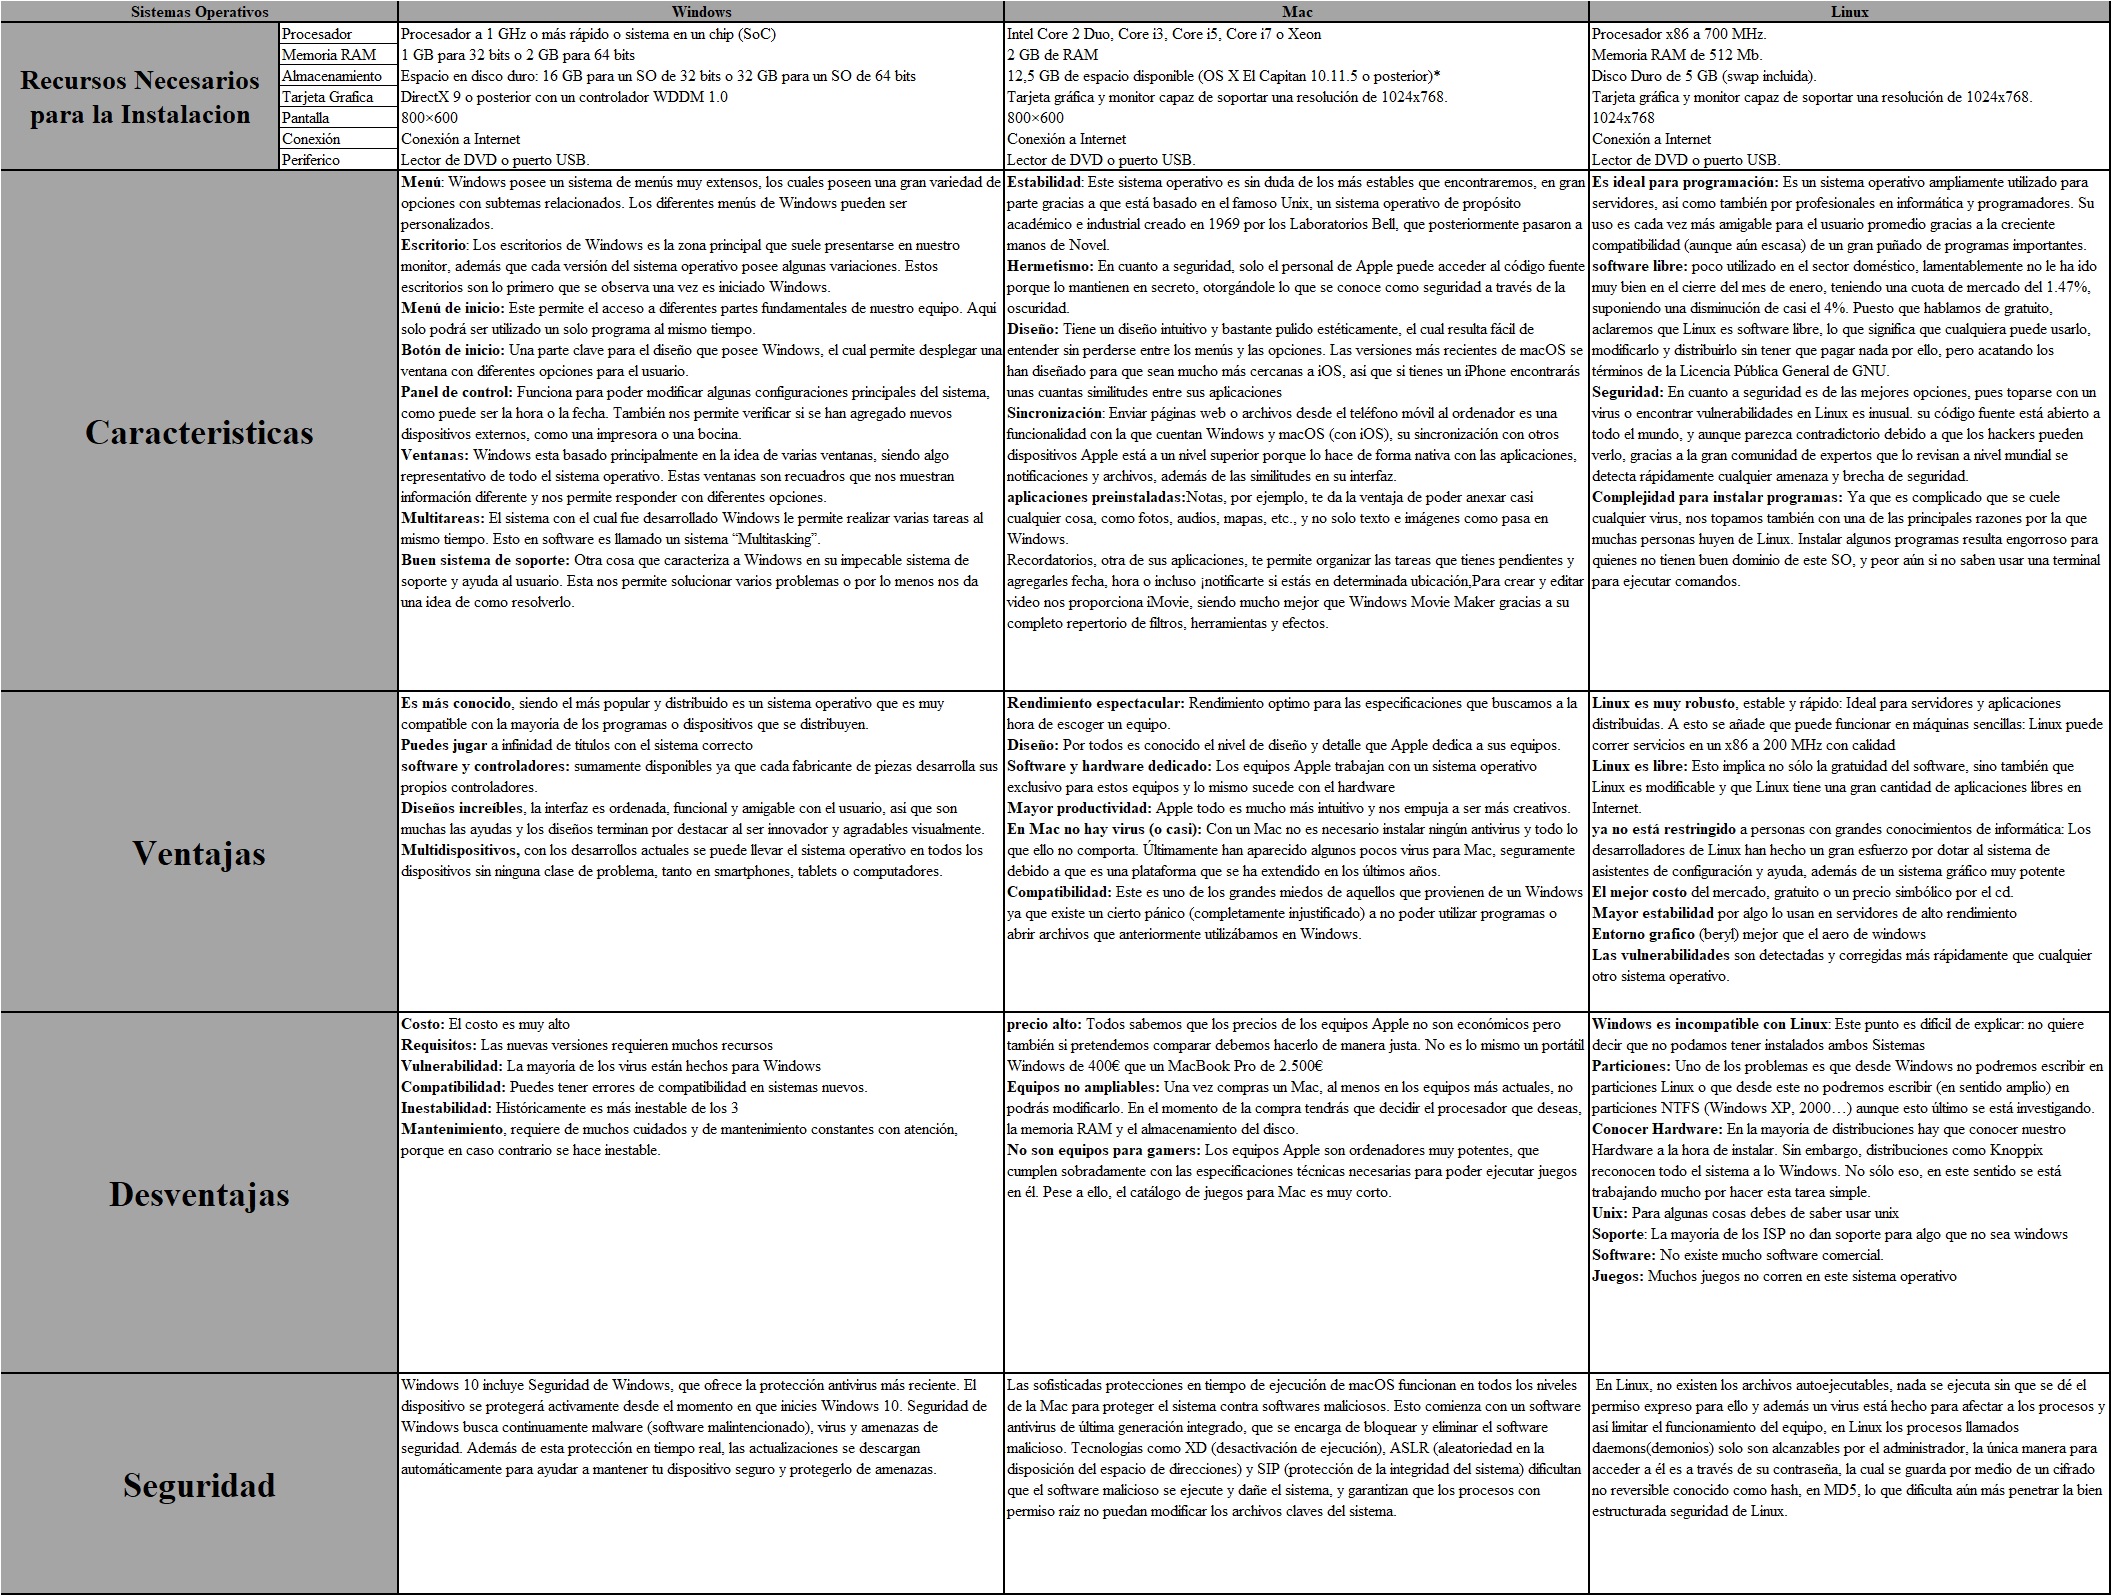 Sistemas Operativos
Windows
Mac
Linux
Recursos Necesarios
para la Instalacion
Procesador
Procesador a 1 GHz o más rápido o sistema en un chip (SoC)
Intel Core 2 Duo, Core i3, Core i5, Core i7 o Xeon
Procesador x86 a 700 MHz.
Memoria RAM
1 GB para 32 bits o 2 GB para 64 bits
2 GB de RAM
Memoria RAM de 512 Mb.
Almacenamiento
Espacio en disco duro: 16 GB para un SO de 32 bits o 32 GB para un SO de 64 bits
12,5 GB de espacio disponible (OS X El Capitan 10.11.5 o posterior)*
Disco Duro de 5 GB (swap incluida).
Tarjeta Grafica
DirectX 9 o posterior con un controlador WDDM 1.0
Tarjeta gráfica y monitor capaz de soportar una resolución de 1024x768.
Tarjeta gráfica y monitor capaz de soportar una resolución de 1024x768.
Pantalla
800×600
800×600
1024x768
Conexión
Conexión a Internet
Conexión a Internet
Conexión a Internet
Periferico
Lector de DVD o puerto USB.
Lector de DVD o puerto USB.
Lector de DVD o puerto USB.
Caracteristicas
Menú: Windows posee un sistema de menús muy extensos, los cuales poseen una gran variedad de
opciones con subtemas relacionados. Los diferentes menús de Windows pueden ser
personalizados.
Escritorio: Los escritorios de Windows es la zona principal que suele presentarse en nuestro
monitor, además que cada versión del sistema operativo posee algunas variaciones. Estos
escritorios son lo primero que se observa una vez es iniciado Windows.
Menú de inicio: Este permite el acceso a diferentes partes fundamentales de nuestro equipo. Aquí
solo podrá ser utilizado un solo programa al mismo tiempo.
Botón de inicio: Una parte clave para el diseño que posee Windows, el cual permite desplegar una
ventana con diferentes opciones para el usuario.
Panel de control: Funciona para poder modificar algunas configuraciones principales del sistema,
como puede ser la hora o la fecha. También nos permite verificar si se han agregado nuevos
dispositivos externos, como una impresora o una bocina.
Ventanas: Windows esta basado principalmente en la idea de varias ventanas, siendo algo
representativo de todo el sistema operativo. Estas ventanas son recuadros que nos muestran
información diferente y nos permite responder con diferentes opciones.
Multitareas: El sistema con el cual fue desarrollado Windows le permite realizar varias tareas al
mismo tiempo. Esto en software es llamado un sistema “Multitasking”.
Buen sistema de soporte: Otra cosa que caracteriza a Windows en su impecable sistema de
soporte y ayuda al usuario. Esta nos permite solucionar varios problemas o por lo menos nos da
una idea de como resolverlo.
Estabilidad: Este sistema operativo es sin duda de los más estables que encontraremos, en gran
parte gracias a que está basado en el famoso Unix, un sistema operativo de propósito
académico e industrial creado en 1969 por los Laboratorios Bell, que posteriormente pasaron a
manos de Novel.
Hermetismo: En cuanto a seguridad, solo el personal de Apple puede acceder al código fuente
porque lo mantienen en secreto, otorgándole lo que se conoce como seguridad a través de la
oscuridad.
Diseño: Tiene un diseño intuitivo y bastante pulido estéticamente, el cual resulta fácil de
entender sin perderse entre los menús y las opciones. Las versiones más recientes de macOS se
han diseñado para que sean mucho más cercanas a iOS, asi que si tienes un iPhone encontrarás
unas cuantas similitudes entre sus aplicaciones
Sincronización: Enviar páginas web o archivos desde el teléfono móvil al ordenador es una
funcionalidad con la que cuentan Windows y macOS (con iOS), su sincronización con otros
dispositivos Apple está a un nivel superior porque lo hace de forma nativa con las aplicaciones,
notificaciones y archivos, además de las similitudes en su interfaz.
aplicaciones preinstaladas:Notas, por ejemplo, te da la ventaja de poder anexar casi
cualquier cosa, como fotos, audios, mapas, etc., y no solo texto e imágenes como pasa en
Windows.
Recordatorios, otra de sus aplicaciones, te permite organizar las tareas que tienes pendientes y
agregarles fecha, hora o incluso ¡notificarte si estás en determinada ubicación,Para crear y editar
video nos proporciona iMovie, siendo mucho mejor que Windows Movie Maker gracias a su
completo repertorio de filtros, herramientas y efectos.
Es ideal para programación: Es un sistema operativo ampliamente utilizado para
servidores, asi como también por profesionales en informática y programadores. Su
uso es cada vez más amigable para el usuario promedio gracias a la creciente
compatibilidad (aunque aún escasa) de un gran puñado de programas importantes.
software libre: poco utilizado en el sector doméstico, lamentablemente no le ha ido
muy bien en el cierre del mes de enero, teniendo una cuota de mercado del 1.47%,
suponiendo una disminución de casi el 4%. Puesto que hablamos de gratuito,
aclaremos que Linux es software libre, lo que significa que cualquiera puede usarlo,
modificarlo y distribuirlo sin tener que pagar nada por ello, pero acatando los
términos de la Licencia Pública General de GNU.
Seguridad: En cuanto a seguridad es de las mejores opciones, pues toparse con un
virus o encontrar vulnerabilidades en Linux es inusual. su código fuente está abierto a
todo el mundo, y aunque parezca contradictorio debido a que los hackers pueden
verlo, gracias a la gran comunidad de expertos que lo revisan a nivel mundial se
detecta rápidamente cualquier amenaza y brecha de seguridad.
Complejidad para instalar programas: Ya que es complicado que se cuele
cualquier virus, nos topamos también con una de las principales razones por la que
muchas personas huyen de Linux. Instalar algunos programas resulta engorroso para
quienes no tienen buen dominio de este SO, y peor aún si no saben usar una terminal
para ejecutar comandos.
Ventajas
Es más conocido, siendo el más popular y distribuido es un sistema operativo que es muy
compatible con la mayoria de los programas o dispositivos que se distribuyen.
Puedes jugar a infinidad de titulos con el sistema correcto
software y controladores: sumamente disponibles ya que cada fabricante de piezas desarrolla sus
propios controladores.
Diseños increíbles, la interfaz es ordenada, funcional y amigable con el usuario, así que son
muchas las ayudas y los diseños terminan por destacar al ser innovador y agradables visualmente.
Multidispositivos, con los desarrollos actuales se puede llevar el sistema operativo en todos los
dispositivos sin ninguna clase de problema, tanto en smartphones, tablets o computadores.
Rendimiento espectacular: Rendimiento optimo para las especificaciones que buscamos a la
hora de escoger un equipo.
Diseño: Por todos es conocido el nivel de diseño y detalle que Apple dedica a sus equipos.
Software y hardware dedicado: Los equipos Apple trabajan con un sistema operativo
exclusivo para estos equipos y lo mismo sucede con el hardware
Mayor productividad: Apple todo es mucho más intuitivo y nos empuja a ser más creativos.
En Mac no hay virus (o casi): Con un Mac no es necesario instalar ningún antivirus y todo lo
que ello no comporta. Últimamente han aparecido algunos pocos virus para Mac, seguramente
debido a que es una plataforma que se ha extendido en los últimos años.
Compatibilidad: Este es uno de los grandes miedos de aquellos que provienen de un Windows
ya que existe un cierto pánico (completamente injustificado) a no poder utilizar programas o
abrir archivos que anteriormente utilizábamos en Windows.
Linux es muy robusto, estable y rápido: Ideal para servidores y aplicaciones
distribuidas. A esto se añade que puede funcionar en máquinas sencillas: Linux puede
correr servicios en un x86 a 200 MHz con calidad
Linux es libre: Esto implica no sólo la gratuidad del software, sino también que
Linux es modificable y que Linux tiene una gran cantidad de aplicaciones libres en
Internet.
ya no está restringido a personas con grandes conocimientos de informática: Los
desarrolladores de Linux han hecho un gran esfuerzo por dotar al sistema de
asistentes de configuración y ayuda, además de un sistema gráfico muy potente
El mejor costo del mercado, gratuito o un precio simbólico por el cd.
Mayor estabilidad por algo lo usan en servidores de alto rendimiento
Entorno grafico (beryl) mejor que el aero de windows
Las vulnerabilidades son detectadas y corregidas más rápidamente que cualquier
otro sistema operativo.
Desventajas
Costo: El costo es muy alto
Requisitos: Las nuevas versiones requieren muchos recursos
Vulnerabilidad: La mayoria de los virus están hechos para Windows
Compatibilidad: Puedes tener errores de compatibilidad en sistemas nuevos.
Inestabilidad: Históricamente es más inestable de los 3
Mantenimiento, requiere de muchos cuidados y de mantenimiento constantes con atención,
porque en caso contrario se hace inestable.
precio alto: Todos sabemos que los precios de los equipos Apple no son económicos pero
también si pretendemos comparar debemos hacerlo de manera justa. No es lo mismo un portátil
Windows de 400€ que un MacBook Pro de 2.500€
Equipos no ampliables: Una vez compras un Mac, al menos en los equipos más actuales, no
podrás modificarlo. En el momento de la compra tendrás que decidir el procesador que deseas,
la memoria RAM y el almacenamiento del disco.
No son equipos para gamers: Los equipos Apple son ordenadores muy potentes, que
cumplen sobradamente con las especificaciones técnicas necesarias para poder ejecutar juegos
en él. Pese a ello, el catálogo de juegos para Mac es muy corto.
Windows es incompatible con Linux: Este punto es dificil de explicar: no quiere
decir que no podamos tener instalados ambos Sistemas
Particiones: Uno de los problemas es que desde Windows no podremos escribir en
particiones Linux o que desde este no podremos escribir (en sentido amplio) en
particiones NTFS (Windows XP, 2000…) aunque esto último se está investigando.
Conocer Hardware: En la mayoria de distribuciones hay que conocer nuestro
Hardware a la hora de instalar. Sin embargo, distribuciones como Knoppix
reconocen todo el sistema a lo Windows. No sólo eso, en este sentido se está
trabajando mucho por hacer esta tarea simple.
Unix: Para algunas cosas debes de saber usar unix
Soporte: La mayoria de los ISP no dan soporte para algo que no sea windows
Software: No existe mucho software comercial.
Juegos: Muchos juegos no corren en este sistema operativo
Seguridad
Windows 10 incluye Seguridad de Windows, que ofrece la protección antivirus más reciente. El
dispositivo se protegerá activamente desde el momento en que inicies Windows 10. Seguridad de
Windows busca continuamente malware (software malintencionado), virus y amenazas de
seguridad. Además de esta protección en tiempo real, las actualizaciones se descargan
automáticamente para ayudar a mantener tu dispositivo seguro y protegerlo de amenazas.
Las sofisticadas protecciones en tiempo de ejecución de macOS funcionan en todos los niveles
de la Mac para proteger el sistema contra softwares maliciosos. Esto comienza con un software
antivirus de última generación integrado, que se encarga de bloquear y eliminar el software
malicioso. Tecnologías como XD (desactivación de ejecución), ASLR (aleatoriedad en la
disposición del espacio de direcciones) y SIP (protección de la integridad del sistema) dificultan
que el software malicioso se ejecute y dañe el sistema, y garantizan que los procesos con
permiso raíz no puedan modificar los archivos claves del sistema.
En Linux, no existen los archivos autoejecutables, nada se ejecuta sin que se dé el
permiso expreso para ello y además un virus está hecho para afectar a los procesos y
asi limitar el funcionamiento del equipo, en Linux los procesos llamados
daemons(demonios) solo son alcanzables por el administrador, la única manera para
acceder a él es a través de su contraseña, la cual se guarda por medio de un cifrado
no reversible conocido como hash, en MD5, lo que dificulta aún más penetrar la bien
estructurada seguridad de Linux.